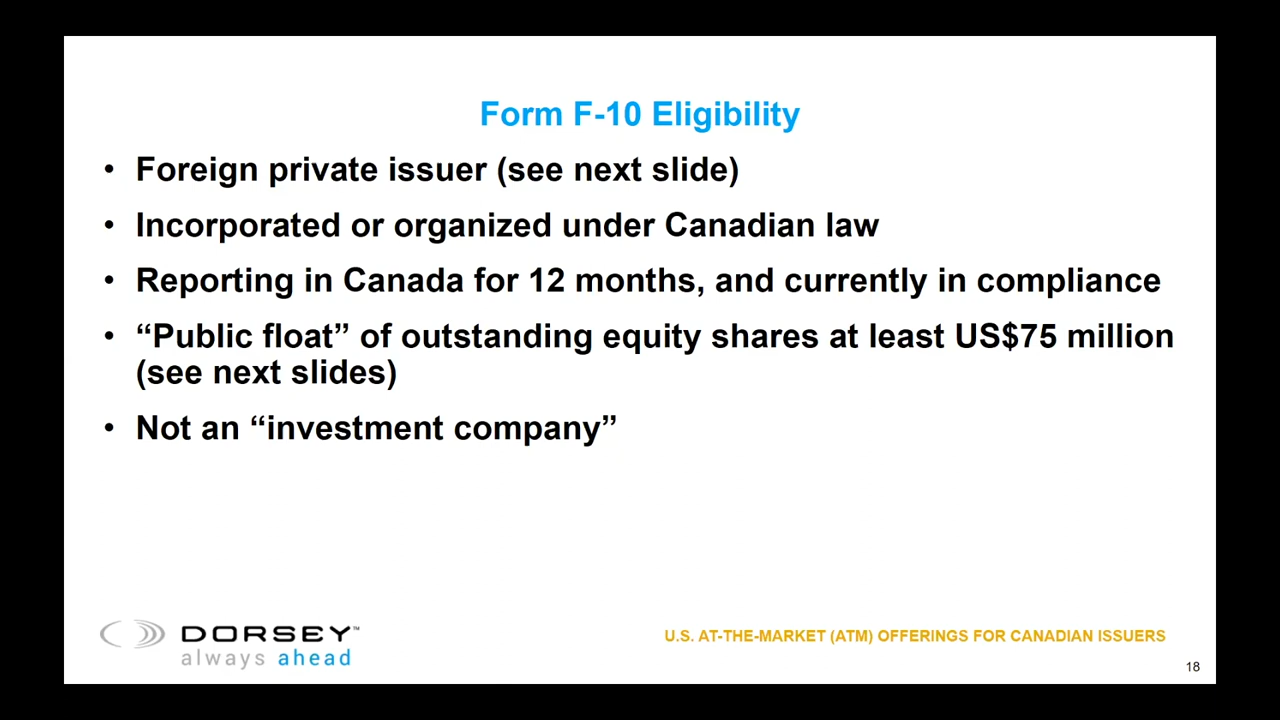 Form F-10 Eligibility
• Foreign private issuer (see next slide)
• Incorporated or organized under Canadian law
• Reporting in Canada for 12 months, and currently in compliance
• “Public float” of outstanding equity shares at least US$75 million
(see next slides)
• Not an “investment company”
DORSEY™
always ahead
U.S. AT-THE-MARKET (ATM) OFFERINGS FOR CANADIAN ISSUERS
18